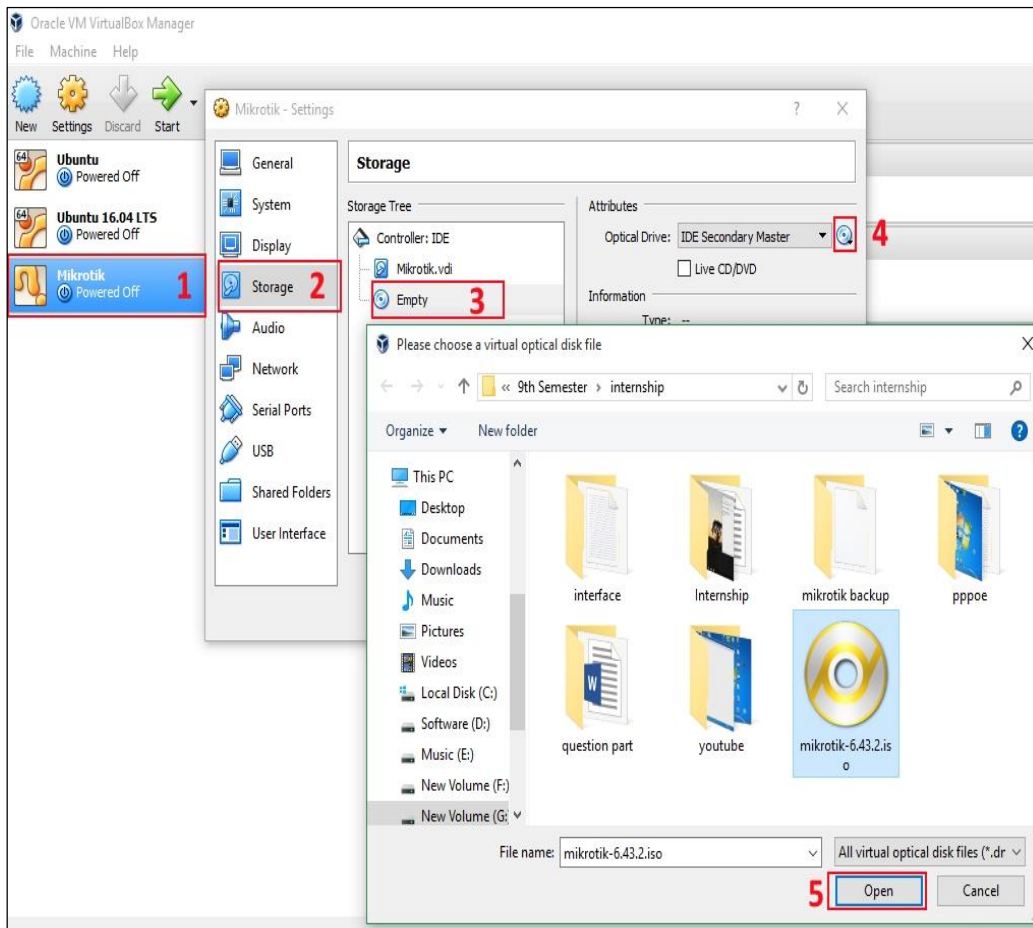 Oracle VM VirtualBox Manager
File Machine Help
New Settings Discard Start
64 Ubuntu
Powered Off
64 Ubuntu 16.04 LTS
Powered Off
Mikrotik
Powered Off
1
Mikrotik - Settings ?
General
System
Display
Storage 2
Audio
Network
Serial Ports
USB
Shared Folders
User Interface
Storage
Storage Tree
Controller: IDE
Mikrotik.vdi
Empty 3
Attributes
Optical Drive: IDE Secondary Master 4
Live CD/DVD
Information
Type: --
Please choose a virtual optical disk file X
« 9th Semester > internship
Search internship
Organize New folder ?
This PC
Desktop
Documents
Downloads
Music
Pictures
Videos
Local Disk (C:)
Software (D:)
Music (E:)
New Volume (F:)
New Volume (G:
interface
Internship
mikrotik backup
pppoe
question part
youtube
mikrotik-6.43.2.is
o
File name: mikrotik-6.43.2.iso All virtual optical disk files (*.dr
5 Open Cancel